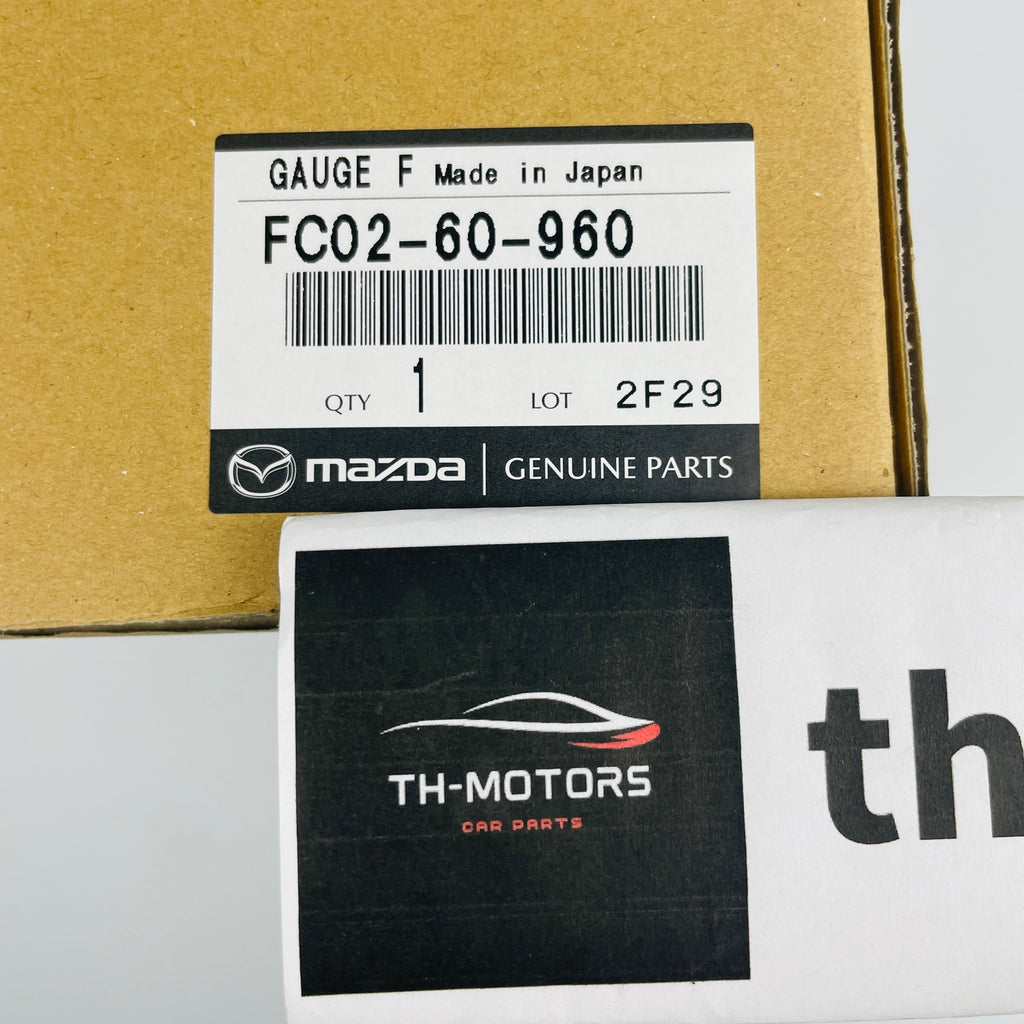 GAUGE F Made in Japan
FC02-60-960
QTY 1 LOT 2F29
mazda GENUINE PARTS
TH-MOTORS
CAR PARTS
th